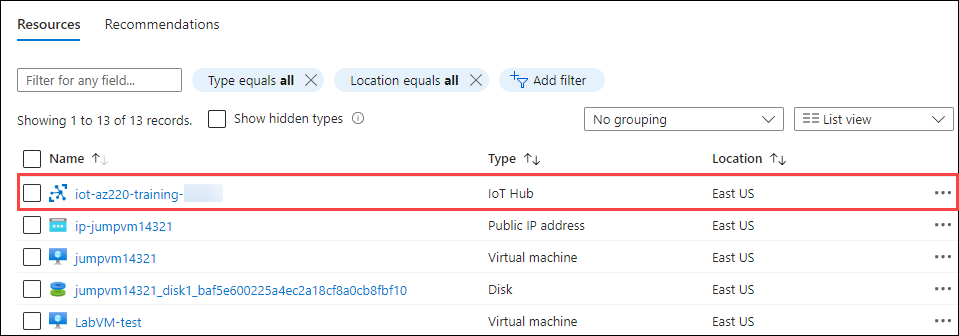 Resources Recommendations
Filter for any field... Type equals all Location equals all Add filter
Showing 1 to 13 of 13 records. Show hidden types No grouping List view
Name Type Location
iot-az220-training- IoT Hub East US
ip-jumpvm14321 Public IP address East US
jumpvm14321 Virtual machine East US
jumpvm14321_disk1_baf5e600225a4ec2a18cf8a0cb8fbf10 Disk East US
LabVM-test Virtual machine East US